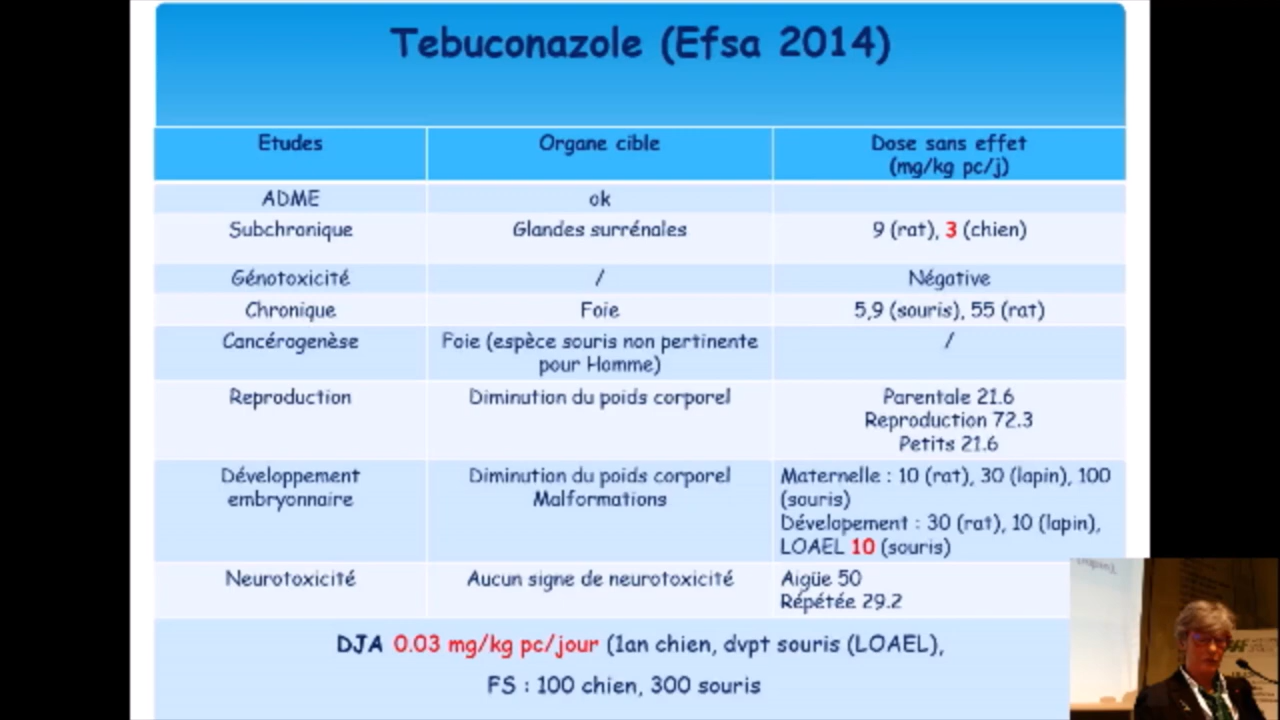 Tebuconazole (Efsa 2014)
Etudes
Organe cible
Dose sans effet
(mg/kg pc/j)
ADME
ok
Subchronique
Glandes surrénales
9 (rat), 3 (chien)
Génotoxicité
/
Négative
Chronique
Foie
5,9 (souris), 55 (rat)
Cancérogenèse
Foie (espèce souris non pertinente
pour Homme)
/
Reproduction
Diminution du poids corporel
Parentale 21.6
Reproduction 72.3
Petits 21.6
Développement
embryonnaire
Diminution du poids corporel
Malformations
Maternelle : 10 (rat), 30 (lapin), 100
(souris)
Dévelopement : 30 (rat), 10 (lapin),
LOAEL 10 (souris)
Neurotoxicité
Aucun signe de neurotoxicité
Aigüe 50
Répétée 29.2
DJA 0.03 mg/kg pc/jour (1an chien, dvpt souris (LOAEL),
FS : 100 chien, 300 souris